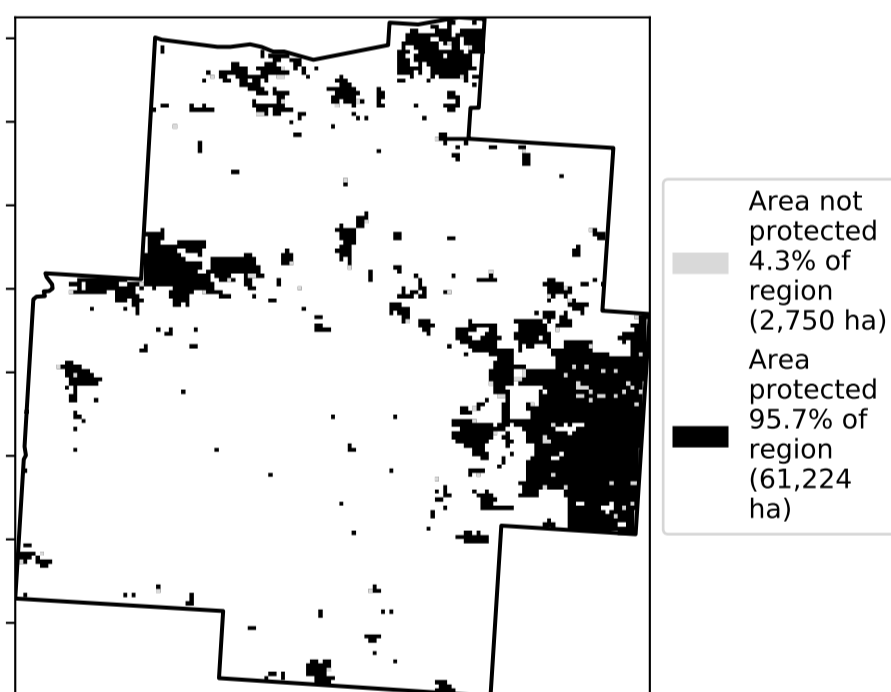 Area not
protected
4.3% of
region
(2,750 ha)
Area
protected
95.7% of
region
(61,224
ha)